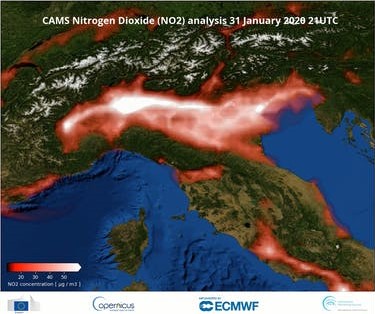 CAMS Nitrogen Dioxide (NO2) analysis 31 January 2020 21UTC
20 30 40 50
NO2 concentration [ µg / m3 ]
opernicus
ECMWF